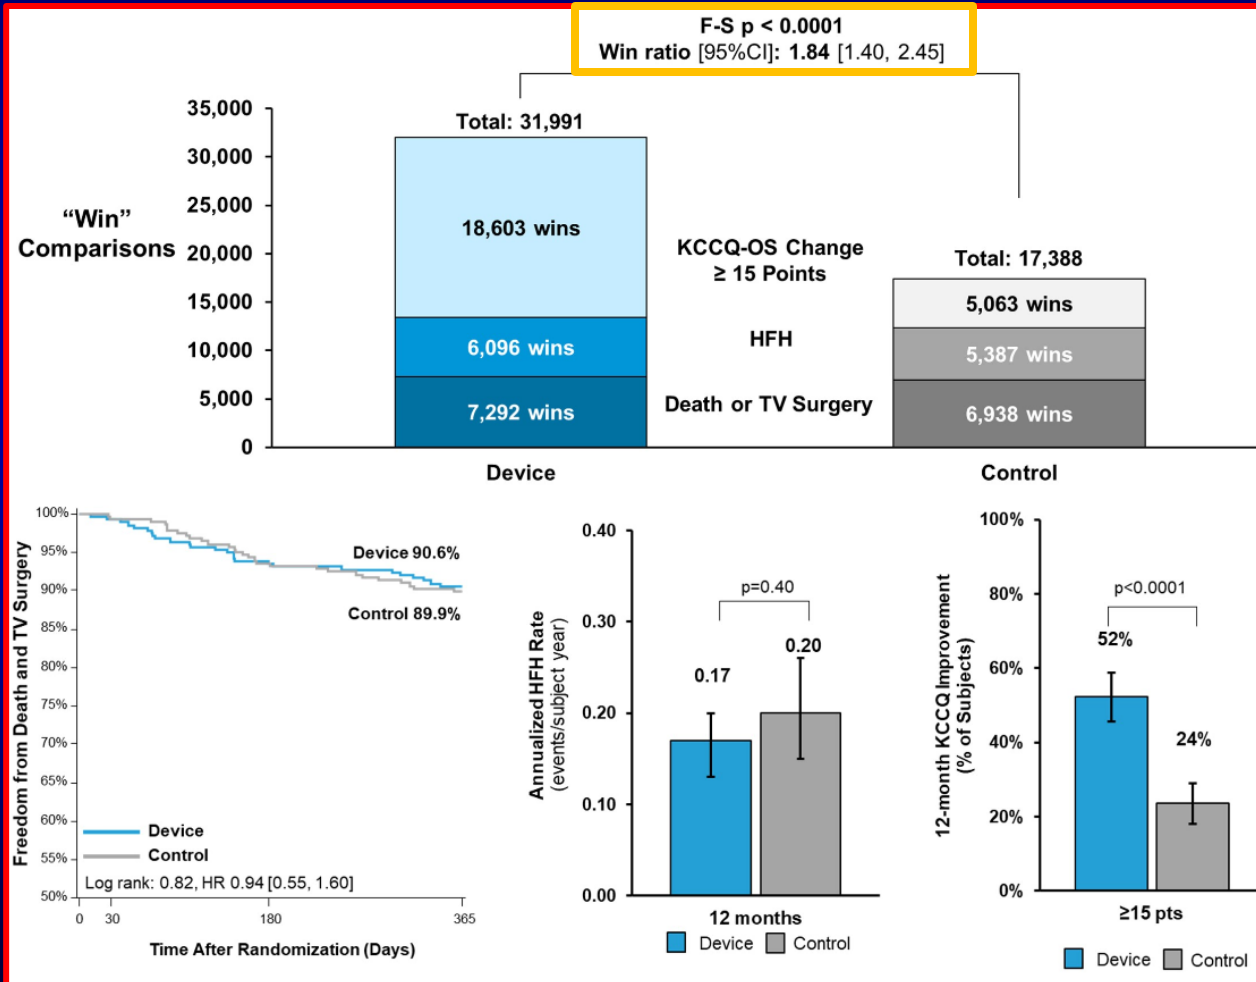 F-S p < 0.0001
Win ratio [95%CI]: 1.84 [1.40, 2.45]
35,000
30,000
25,000
20,000
15,000
10,000
5,000
0
“Win”
Comparisons
Total: 31,991
18,603 wins
6,096 wins
7,292 wins
KCCQ-OS Change
≥ 15 Points
HFH
Death or TV Surgery
Total: 17,388
5,063 wins
5,387 wins
6,938 wins
Device
Control
Freedom from Death and TV Surgery
100%
95%
90%
85%
80%
75%
70%
65%
60%
55%
50%
Device 90.6%
Control 89.9%
Device
Control
Log rank: 0.82, HR 0.94 [0.55, 1.60]
0
30
180
365
Time After Randomization (Days)
Annualized HFH Rate
(events/subject year)
0.40
0.30
0.20
0.10
0.00
p=0.40
0.17
0.20
12 months
Device
Control
12-month KCCQ Improvement
(% of Subjects)
100%
80%
60%
40%
20%
0%
p<0.0001
52%
24%
≥15 pts
Device
Control